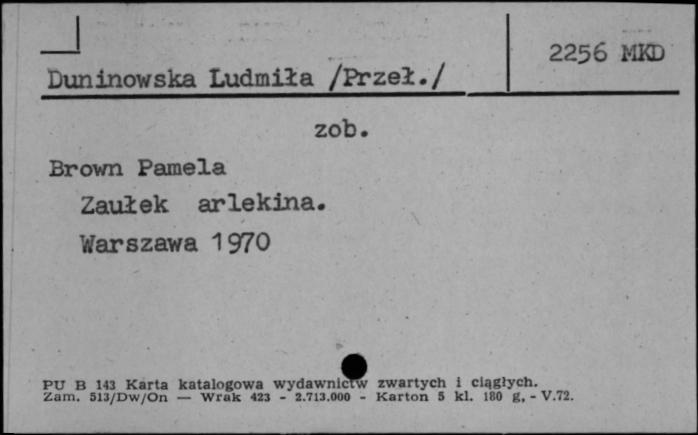 2256 MKD
Duninowska Ludmiła /Przeł./
zob.
Brown Pamela
Zaułek arlekina.
Warszawa 1970
PU B 143 Karta katalogowa wydawnictw zwartych i ciągłych.
Zam. 513/Dw/On — Wrak 423 - 2.713.000 - Karton 5 kl. 180 g, - V.72.